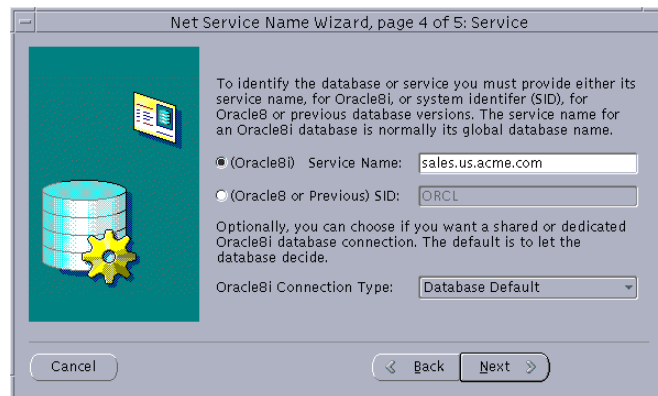 Net Service Name Wizard, page 4 of 5: Service
To identify the database or service you must provide either its
service name, for Oracle8i, or system identifer (SID), for
Oracle8 or previous database versions. The service name for
an Oracle8i database is normally its global database name.
(Oracle8i) Service Name: sales.us.acme.com
(Oracle8 or Previous) SID: ORCL
Optionally, you can choose if you want a shared or dedicated
Oracle8i database connection. The default is to let the
database decide.
Oracle8i Connection Type: Database Default
Cancel Back Next